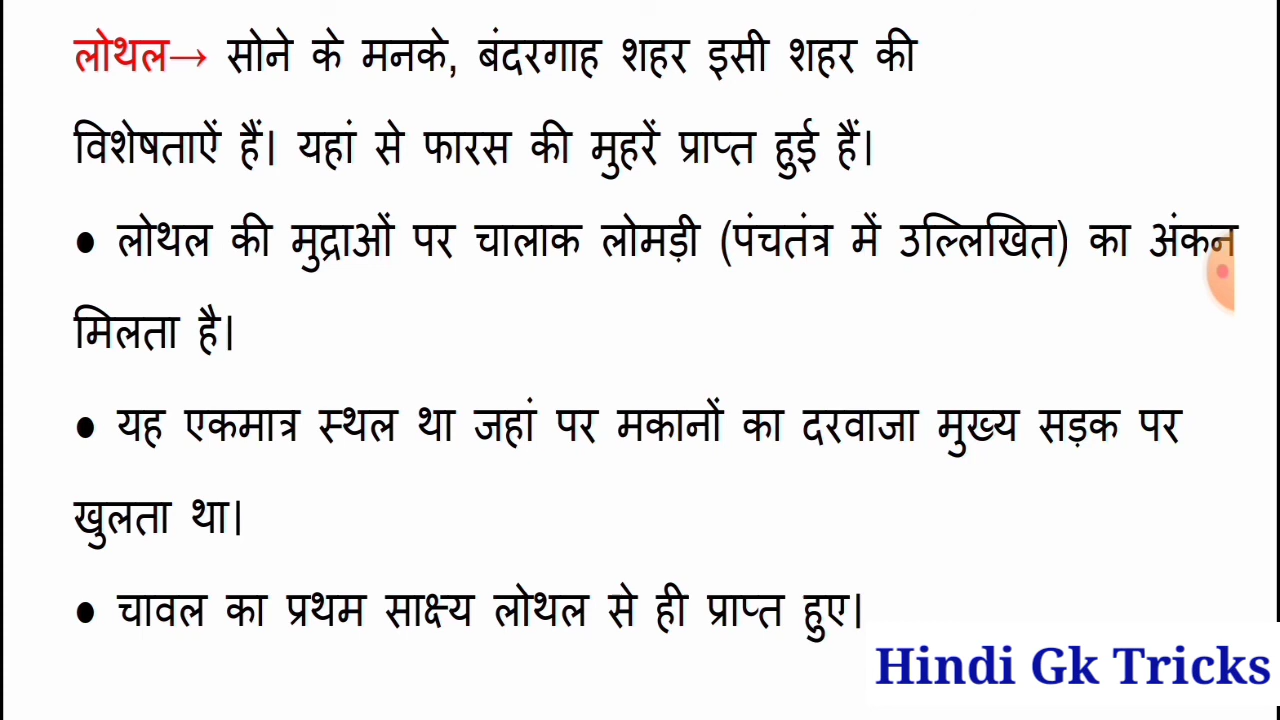 लोथल→ सोने के मनके, बंदरगाह शहर इसी शहर की
विशेषताऐं हैं। यहां से फारस की मुहरें प्राप्त हुई हैं।
● लोथल की मुद्राओं पर चालाक लोमड़ी (पंचतंत्र में उल्लिखित) का अंकन
मिलता है।
● यह एकमात्र स्थल था जहां पर मकानों का दरवाजा मुख्य सड़क पर
खुलता था।
● चावल का प्रथम साक्ष्य लोथल से ही प्राप्त हुए।
Hindi Gk Tricks